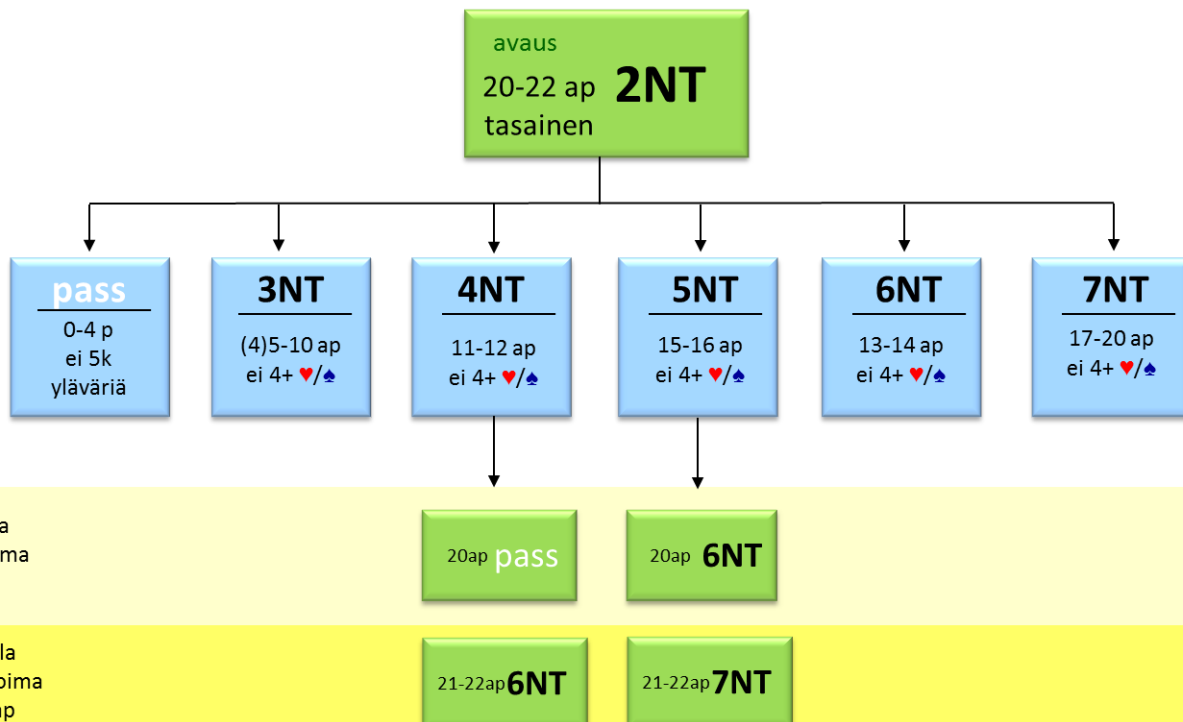 avaus
20-22 ap 2NT
tasainen
pass
0-4 p
ei 5k
yläväriä
3NT
(4)5-10 ap
ei 4+ ♥/♠
4NT
11-12 ap
ei 4+ ♥/♠
5NT
15-16 ap
ei 4+ ♥/♠
6NT
13-14 ap
ei 4+ ♥/♠
7NT
17-20 ap
ei 4+ ♥/♠
20ap pass
20ap 6NT
21-22ap 6NT
21-22ap 7NT